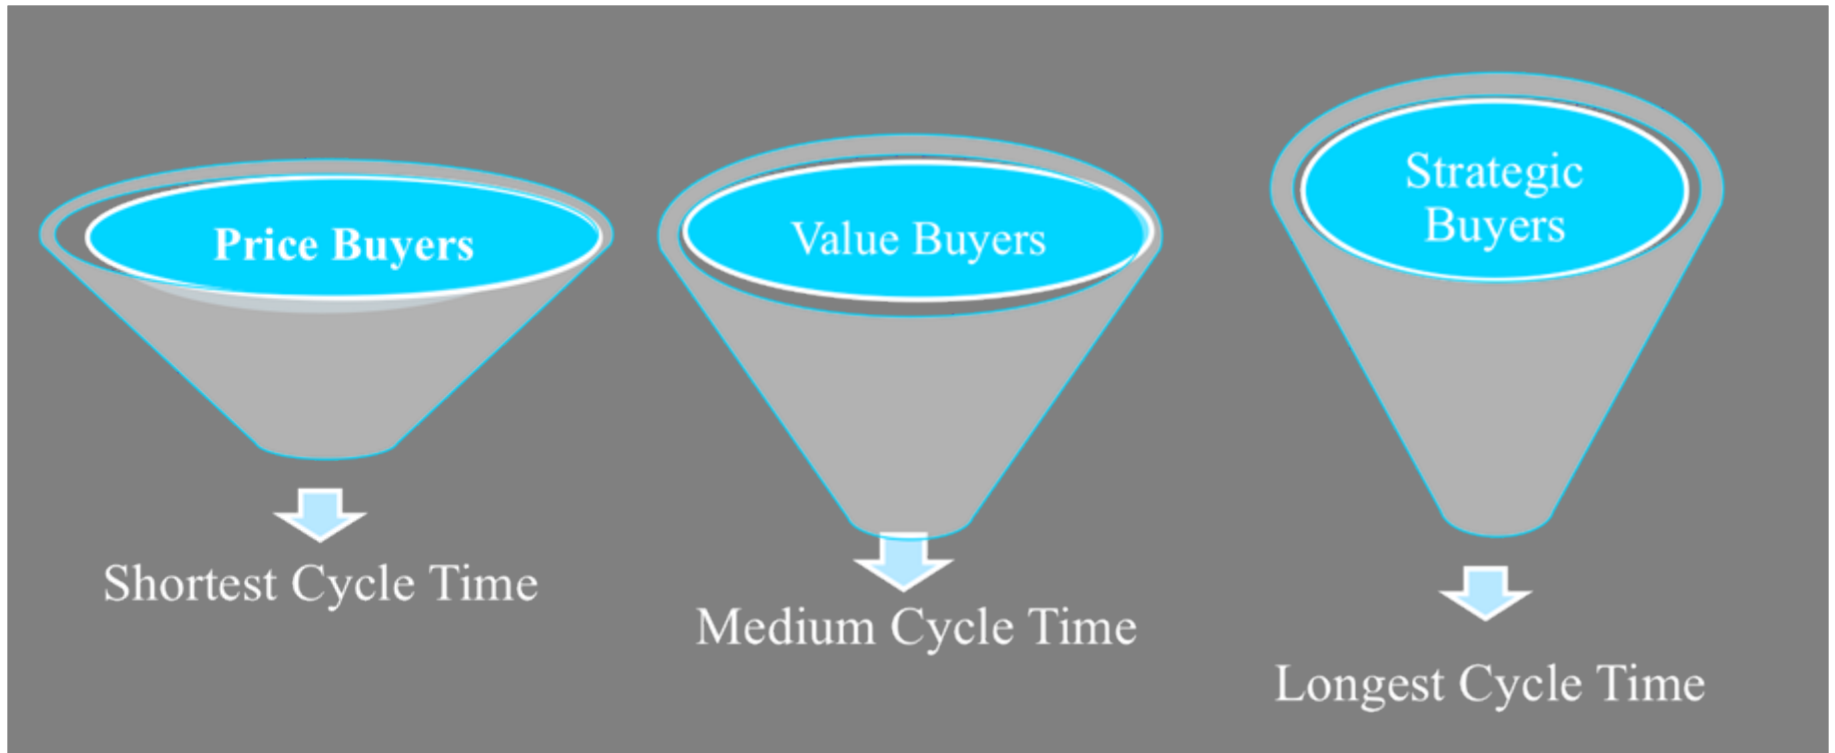 Price Buyers
Value Buyers
Strategic
Buyers
Shortest Cycle Time
Medium Cycle Time
Longest Cycle Time